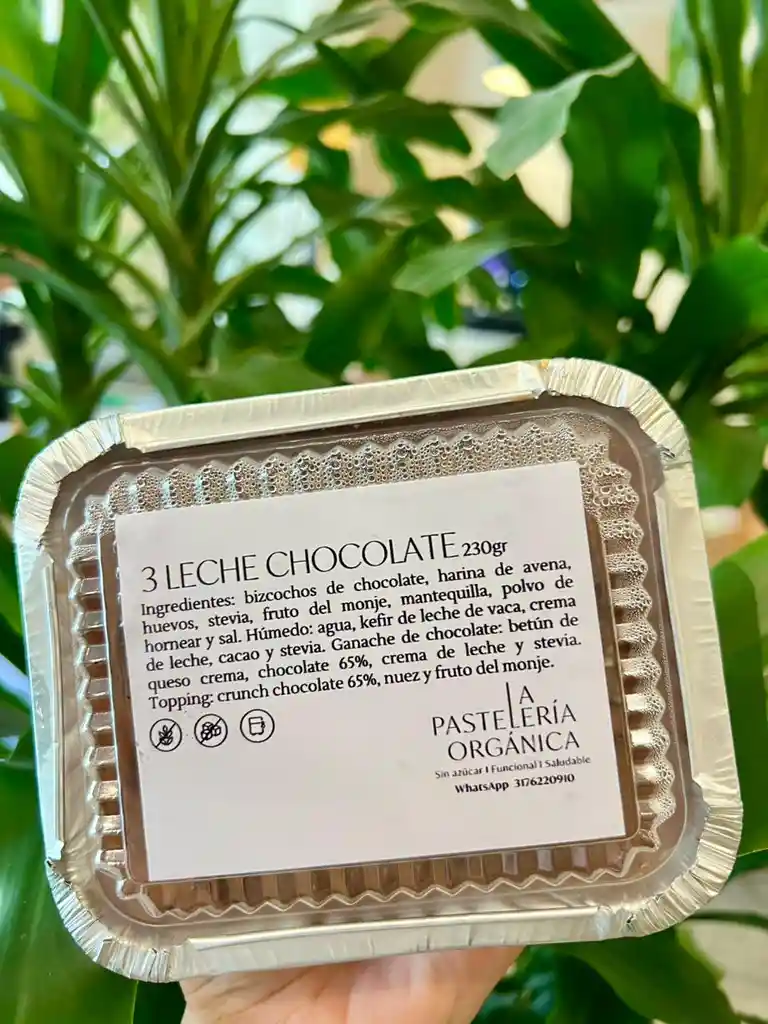 3 LECHE CHOCOLATE 230gr
Ingredientes: bizcochos de chocolate, harina de avena,
huevos, stevia, fruto del monje, mantequilla, polvo de
hornear y sal. Húmedo: agua, kefir de leche de vaca, crema
de leche, cacao y stevia. Ganache de chocolate: betún de
queso crema, chocolate 65%, crema de leche y stevia.
Topping: crunch chocolate 65%, nuez y fruto del monje.
LA
PASTELERÍA
ORGÁNICA
Sin azúcar I Funcional I Saludable
WhatsApp 3176220910